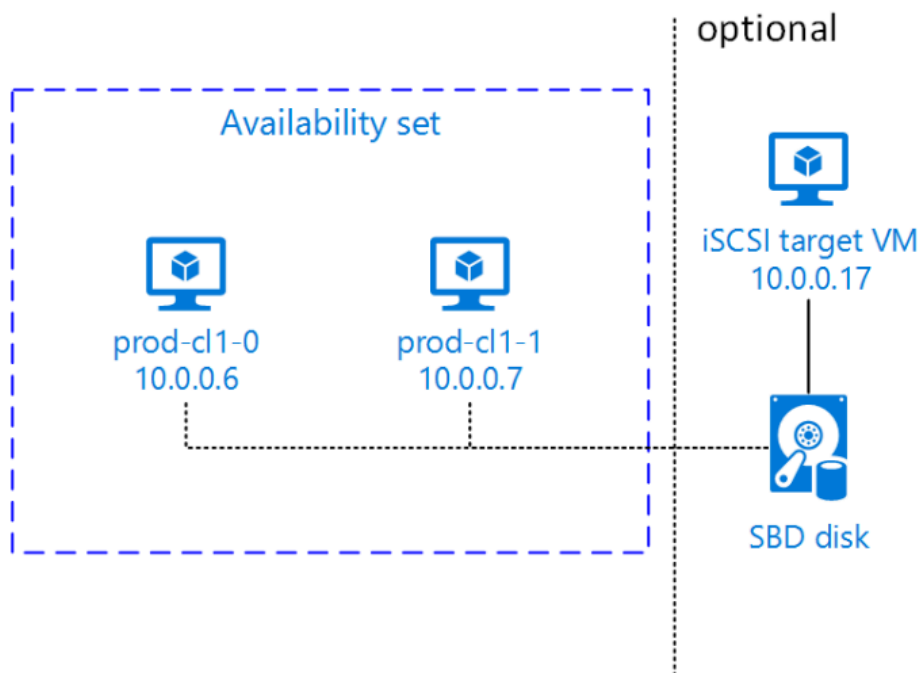 optional
Availability set
iSCSI target VM
10.0.0.17
prod-cl1-0
10.0.0.6
prod-cl1-1
10.0.0.7
SBD disk